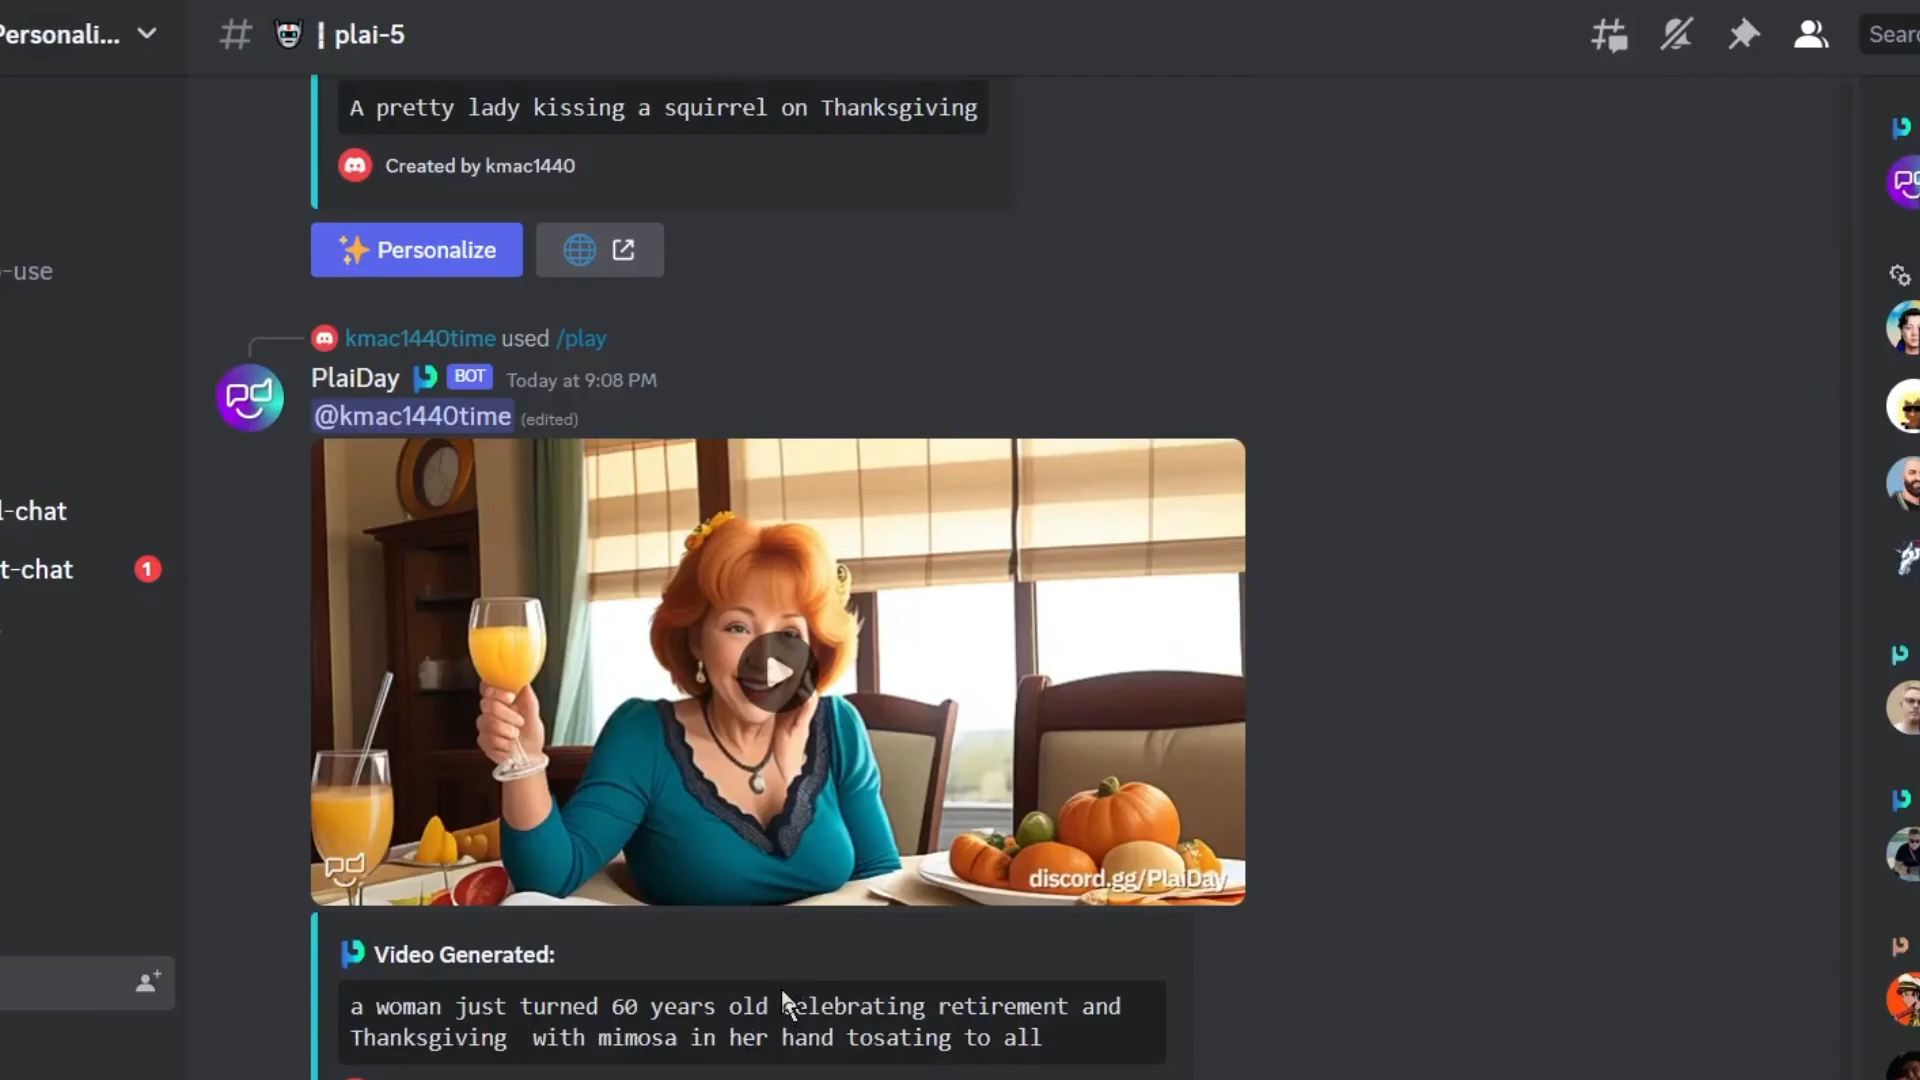 Personali...
plai-5
Sear
A pretty lady kissing a squirrel on Thanksgiving
Created by kmac1440
Personalize
-use
kmac1440time used /play
PlaiDay BOT Today at 9:08 PM
@kmac1440time (edited)
l-chat
t-chat 1
discord.gg/PlaiDay
Video Generated:
a woman just turned 60 years old celebrating retirement and
Thanksgiving with mimosa in her hand tosating to all